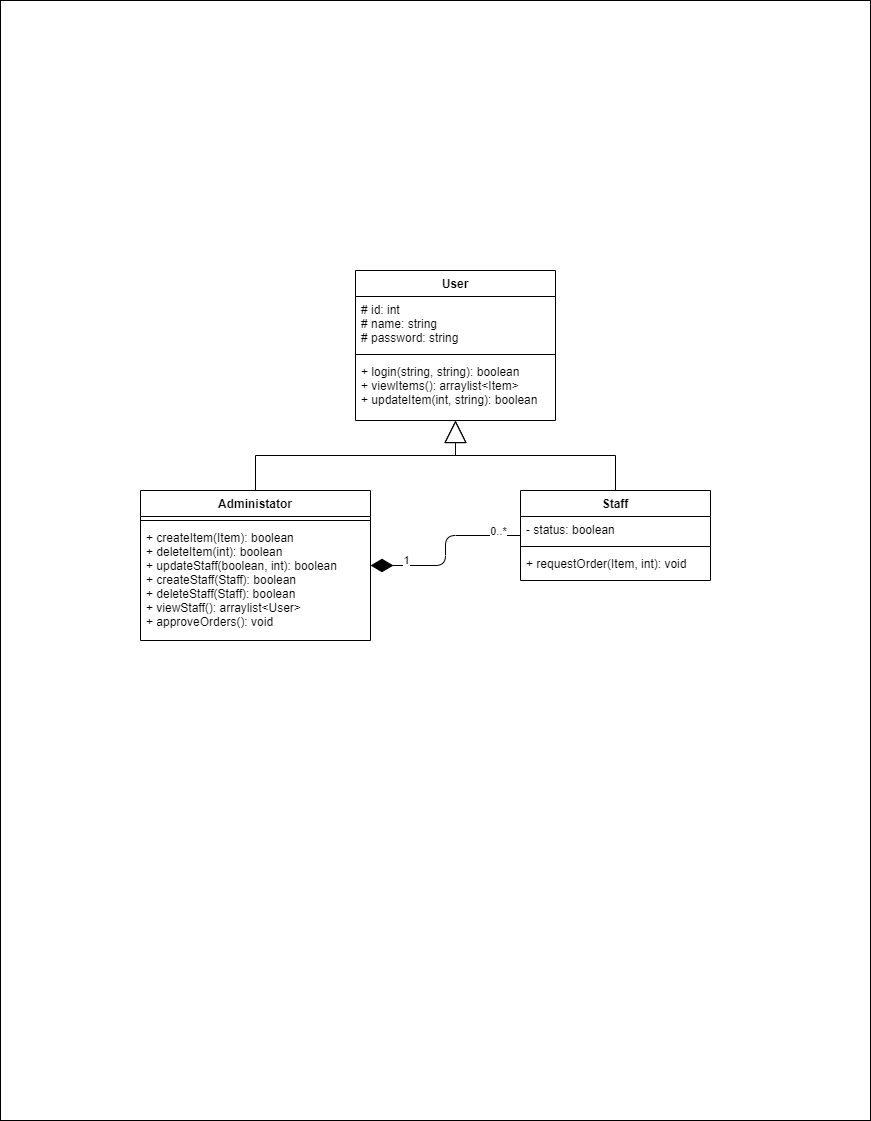 User
# id: int
# name: string
# password: string
+ login(string, string): boolean
+ viewItems(): arraylist<Item>
+ updateItem(int, string): boolean
Administator
+ createItem(Item): boolean
+ deleteItem(int): boolean
+ updateStaff(boolean, int): boolean
+ createStaff(Staff): boolean
+ deleteStaff(Staff): boolean
+ viewStaff(): arraylist<User>
+ approveOrders(): void
1
0..*
Staff
- status: boolean
+ requestOrder(Item, int): void